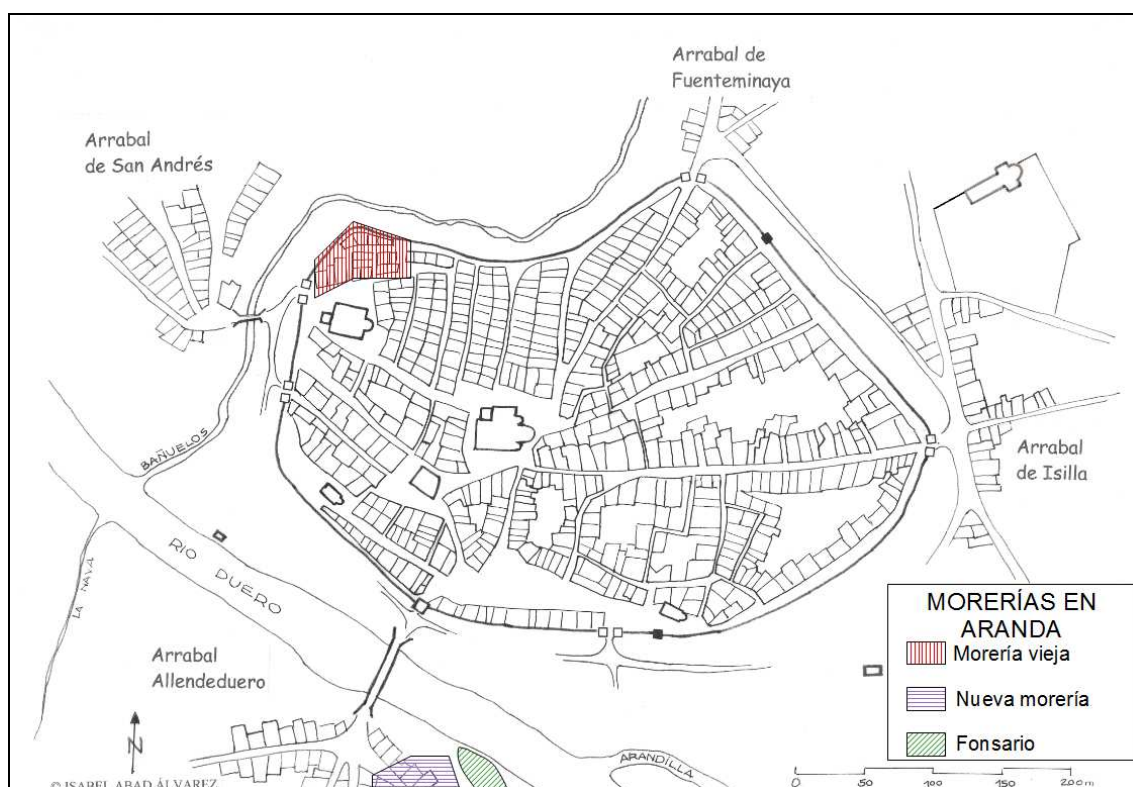 Arrabal de
Fuenteminaya
Arrabal
de San Andrés
Arrabal
de Isilla
BAÑUELOS
LA NAVA
RÍO DUERO
Arrabal
Allendeduero
N
ARANDILLA
MORERÍAS EN
ARANDA
Morería vieja
Nueva morería
Fonsario
0 50 100 150 200 m
© ISABEL ABAD ÁLVAREZ